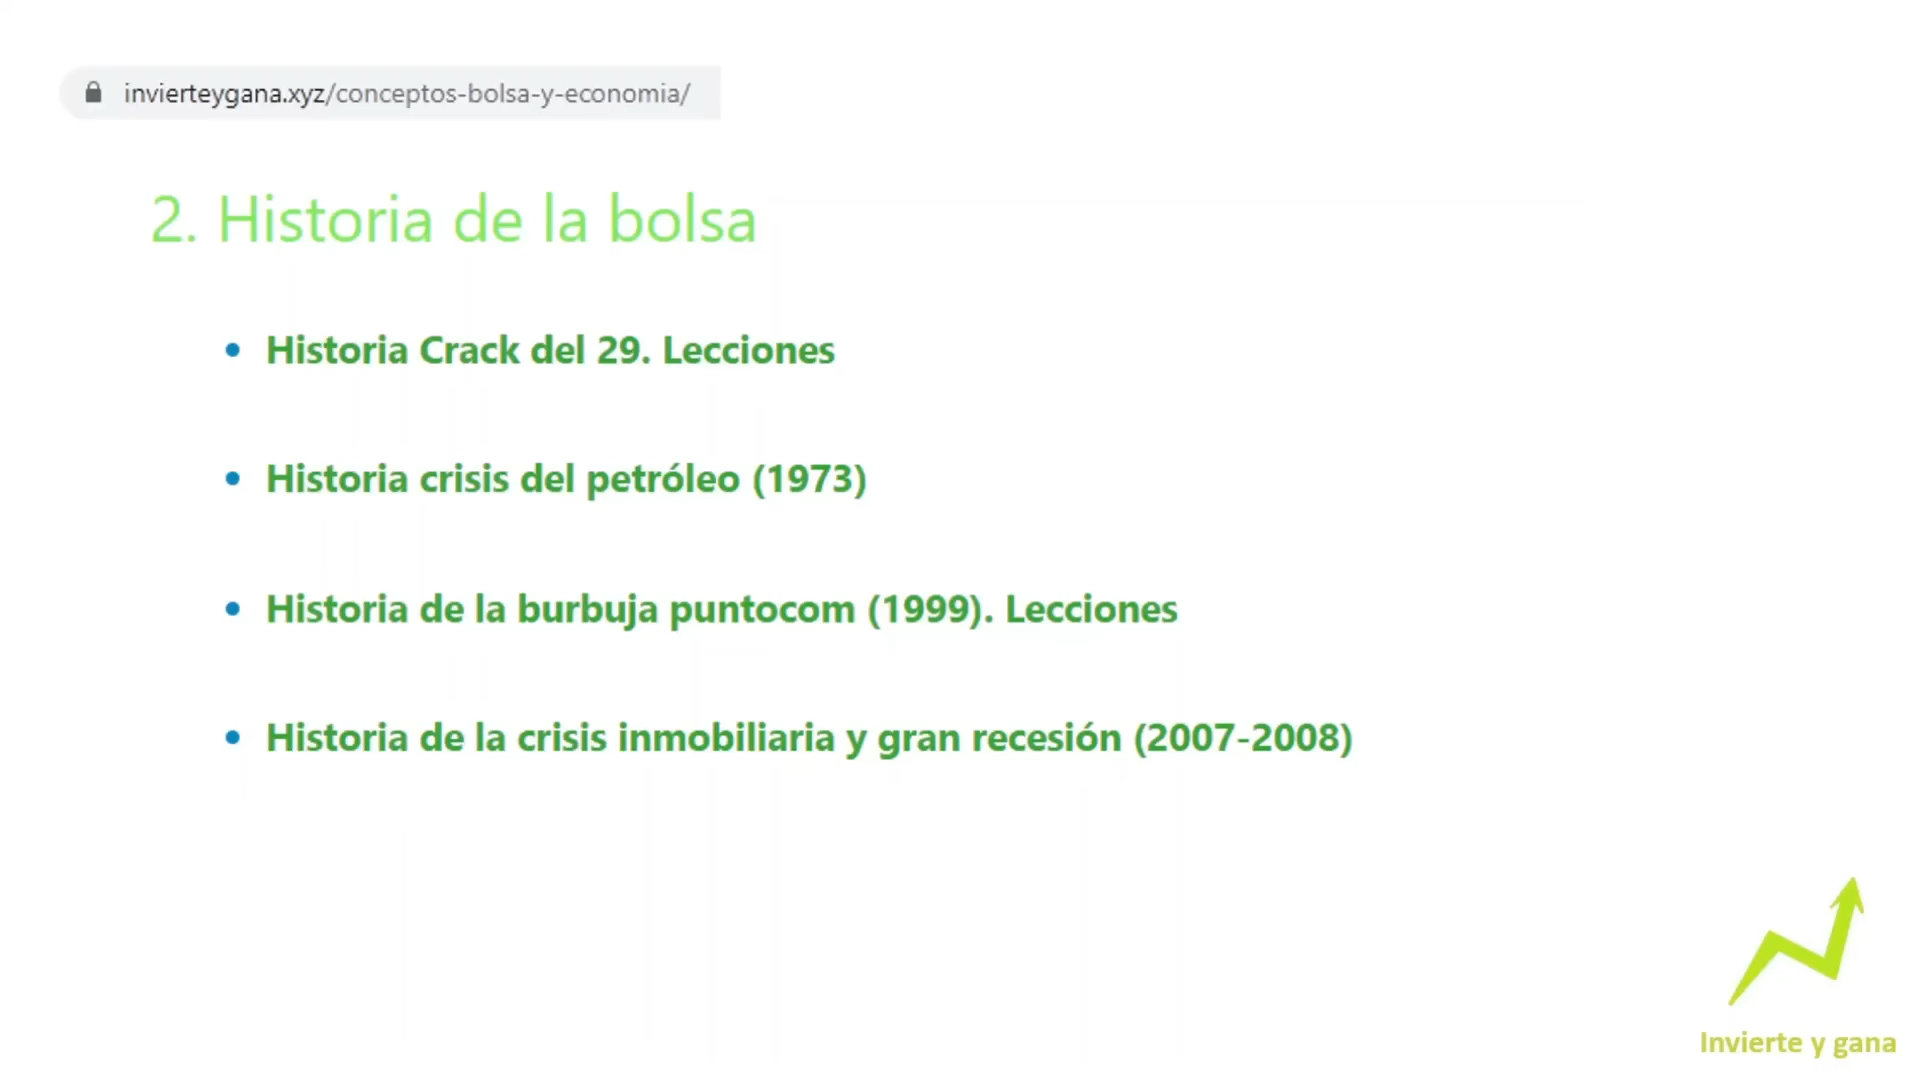 invierteygana.xyz/conceptos-bolsa-y-economia/
2. Historia de la bolsa
• Historia Crack del 29. Lecciones
• Historia crisis del petróleo (1973)
• Historia de la burbuja puntocom (1999). Lecciones
• Historia de la crisis inmobiliaria y gran recesión (2007-2008)
Invierte y gana